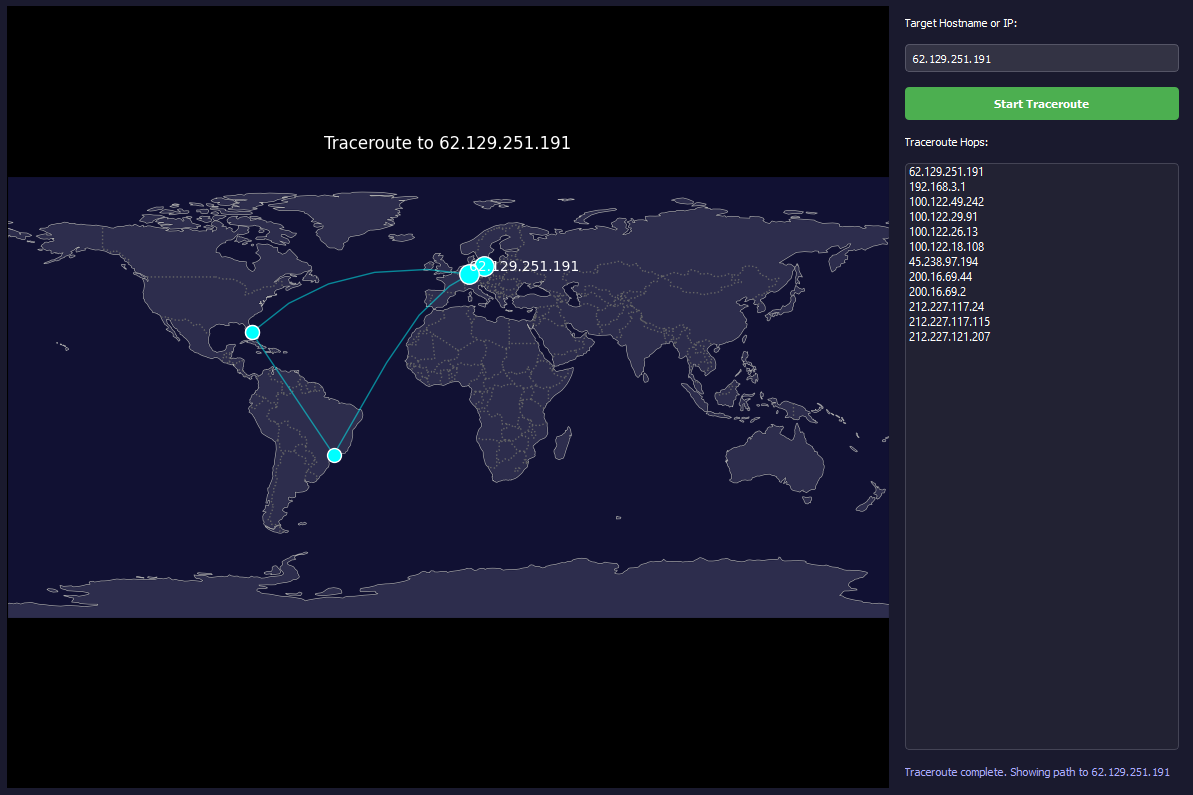 Traceroute to 62.129.251.191
62.129.251.191
Target Hostname or IP:
62.129.251.191
Start Traceroute
Traceroute Hops:
62.129.251.191
192.168.3.1
100.122.49.242
100.122.29.91
100.122.26.13
100.122.18.108
45.238.97.194
200.16.69.44
200.16.69.2
212.227.117.24
212.227.117.115
212.227.121.207
Traceroute complete. Showing path to 62.129.251.191